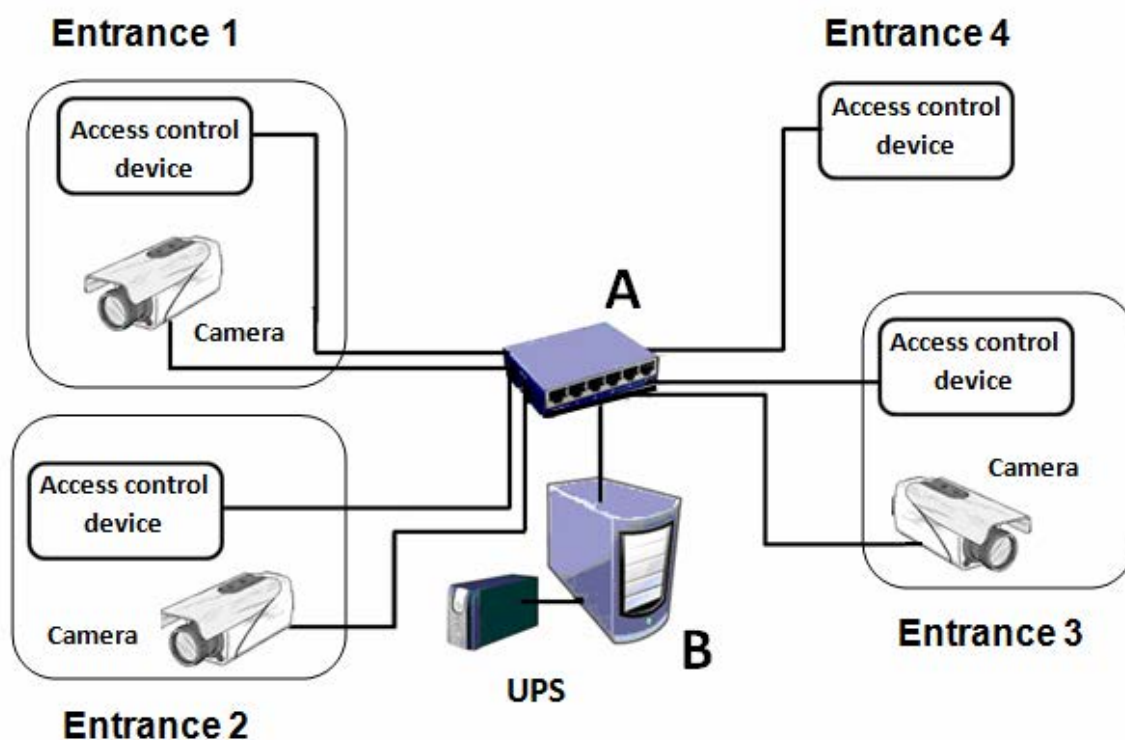 Entrance 1
Access control
device
Camera
Entrance 2
Access control
device
Camera
A
B
UPS
Entrance 4
Access control
device
Access control
device
Camera
Entrance 3